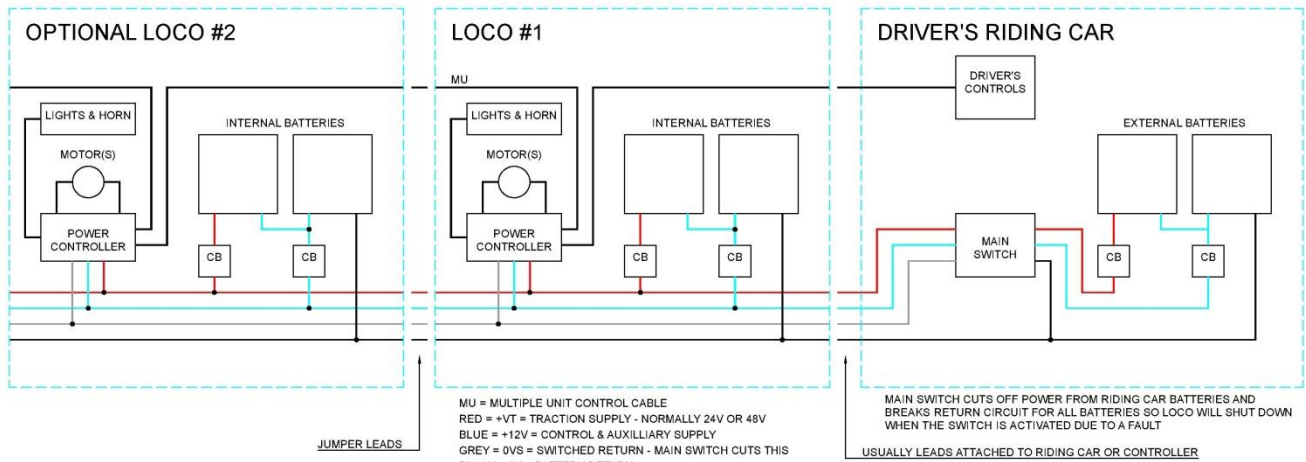 OPTIONAL LOCO #2
LIGHTS & HORN
INTERNAL BATTERIES
MOTOR(S)
POWER
CONTROLLER
CB
CB
LOCO #1
MU
LIGHTS & HORN
INTERNAL BATTERIES
MOTOR(S)
POWER
CONTROLLER
CB
CB
DRIVER'S RIDING CAR
DRIVER'S
CONTROLS
EXTERNAL BATTERIES
MAIN
SWITCH
CB
CB
JUMPER LEADS
MU = MULTIPLE UNIT CONTROL CABLE
RED = +VT = TRACTION SUPPLY - NORMALLY 24V OR 48V
BLUE = +12V = CONTROL & AUXILLIARY SUPPLY
GREY = 0VS = SWITCHED RETURN - MAIN SWITCH CUTS THIS
MAIN SWITCH CUTS OFF POWER FROM RIDING CAR BATTERIES AND
BREAKS RETURN CIRCUIT FOR ALL BATTERIES SO LOCO WILL SHUT DOWN
WHEN THE SWITCH IS ACTIVATED DUE TO A FAULT
USUALLY LEADS ATTACHED TO RIDING CAR OR CONTROLLER